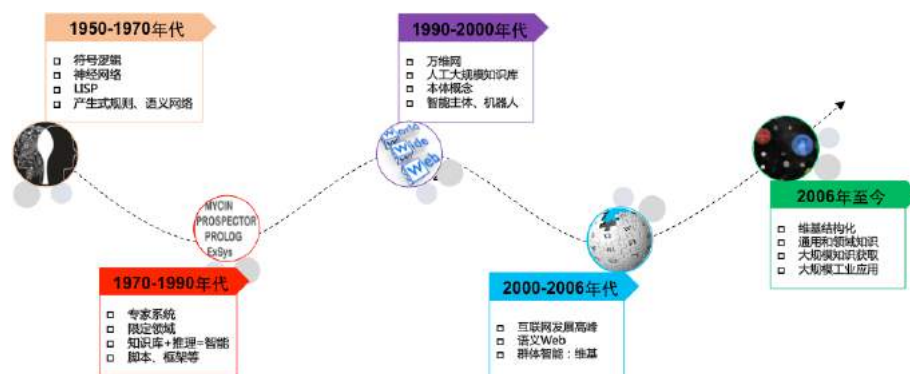 1950-1970年代
符号逻辑
神经网络
LISP
产生式规则、语义网络
MYCIN
PROSPECTOR
PROLOG
ExSys
1970-1990年代
专家系统
限定领域
知识库+推理=智能
脚本、框架等
1990-2000年代
万维网
人工大规模知识库
本体概念
智能主体、机器人
World
Wide
Web
2000-2006年代
互联网发展高峰
语义Web
群体智能：维基
2006年至今
维基结构化
通用和领域知识
大规模知识获取
大规模工业应用